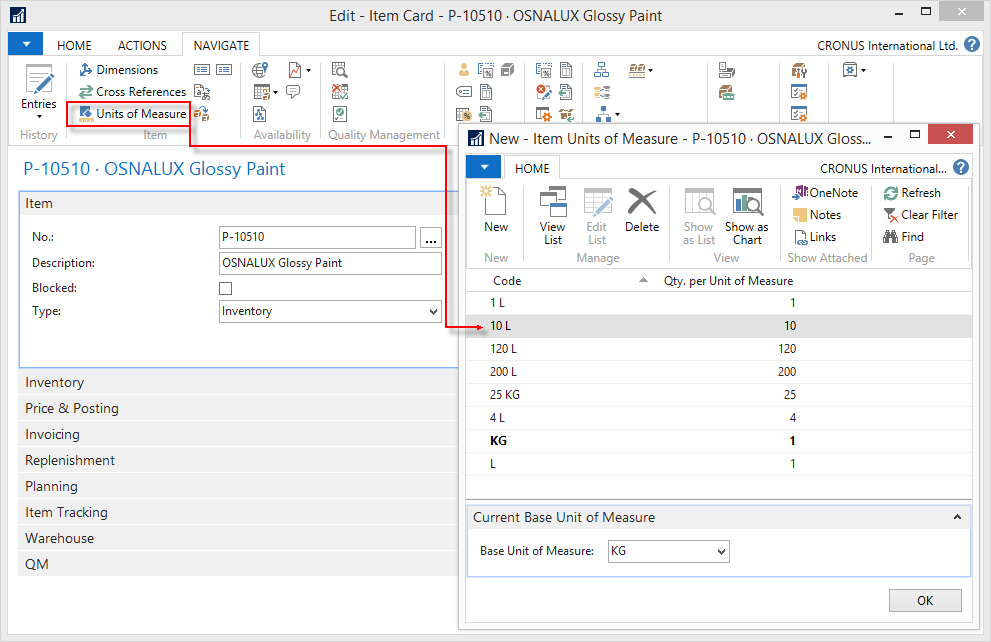 Edit - Item Card - P-10510 · OSNALUX Glossy Paint
HOME ACTIONS NAVIGATE CRONUS International Ltd.
Entries
History
Dimensions
Cross References
Units of Measure
Item
Availability
Quality Management
P-10510 · OSNALUX Glossy Paint
Item
No.: P-10510 ...
Description: OSNALUX Glossy Paint
Blocked:
Type: Inventory
Inventory
Price & Posting
Invoicing
Replenishment
Planning
Item Tracking
Warehouse
QM
New - Item Units of Measure - P-10510 · OSNALUX Gloss...
HOME CRONUS International...
New
New
View List
Edit List
Delete
Manage
Show as List
Show as Chart
View
OneNote
Notes
Links
Show Attached
Refresh
Clear Filter
Find
Page
Code Qty. per Unit of Measure
1 L 1
10 L 10
120 L 120
200 L 200
25 KG 25
4 L 4
KG 1
L 1
Current Base Unit of Measure
Base Unit of Measure: KG
OK